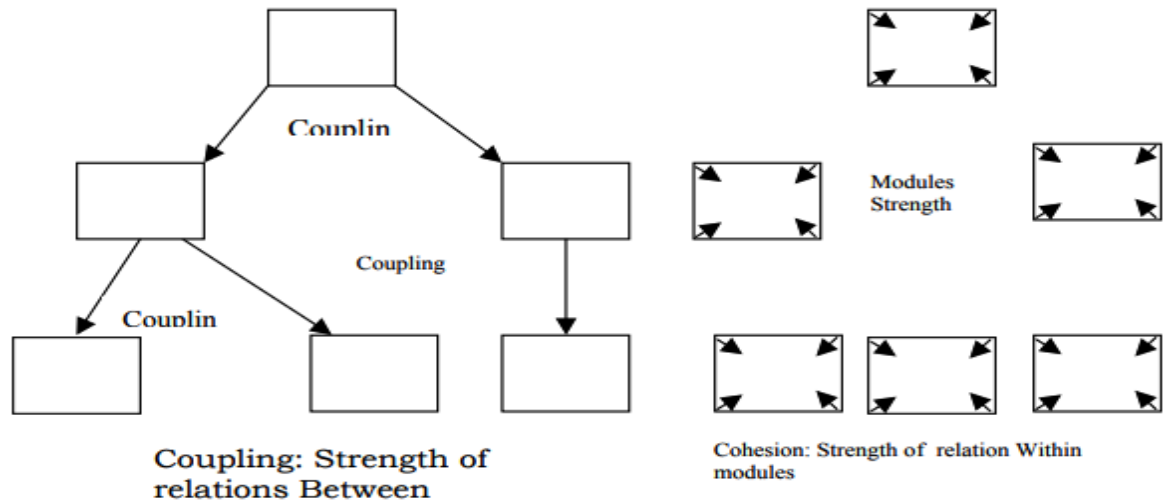 Couplin
Modules
Strength
Coupling
Couplin
Coupling: Strength of
relations Between
Cohesion: Strength of relation Within
modules